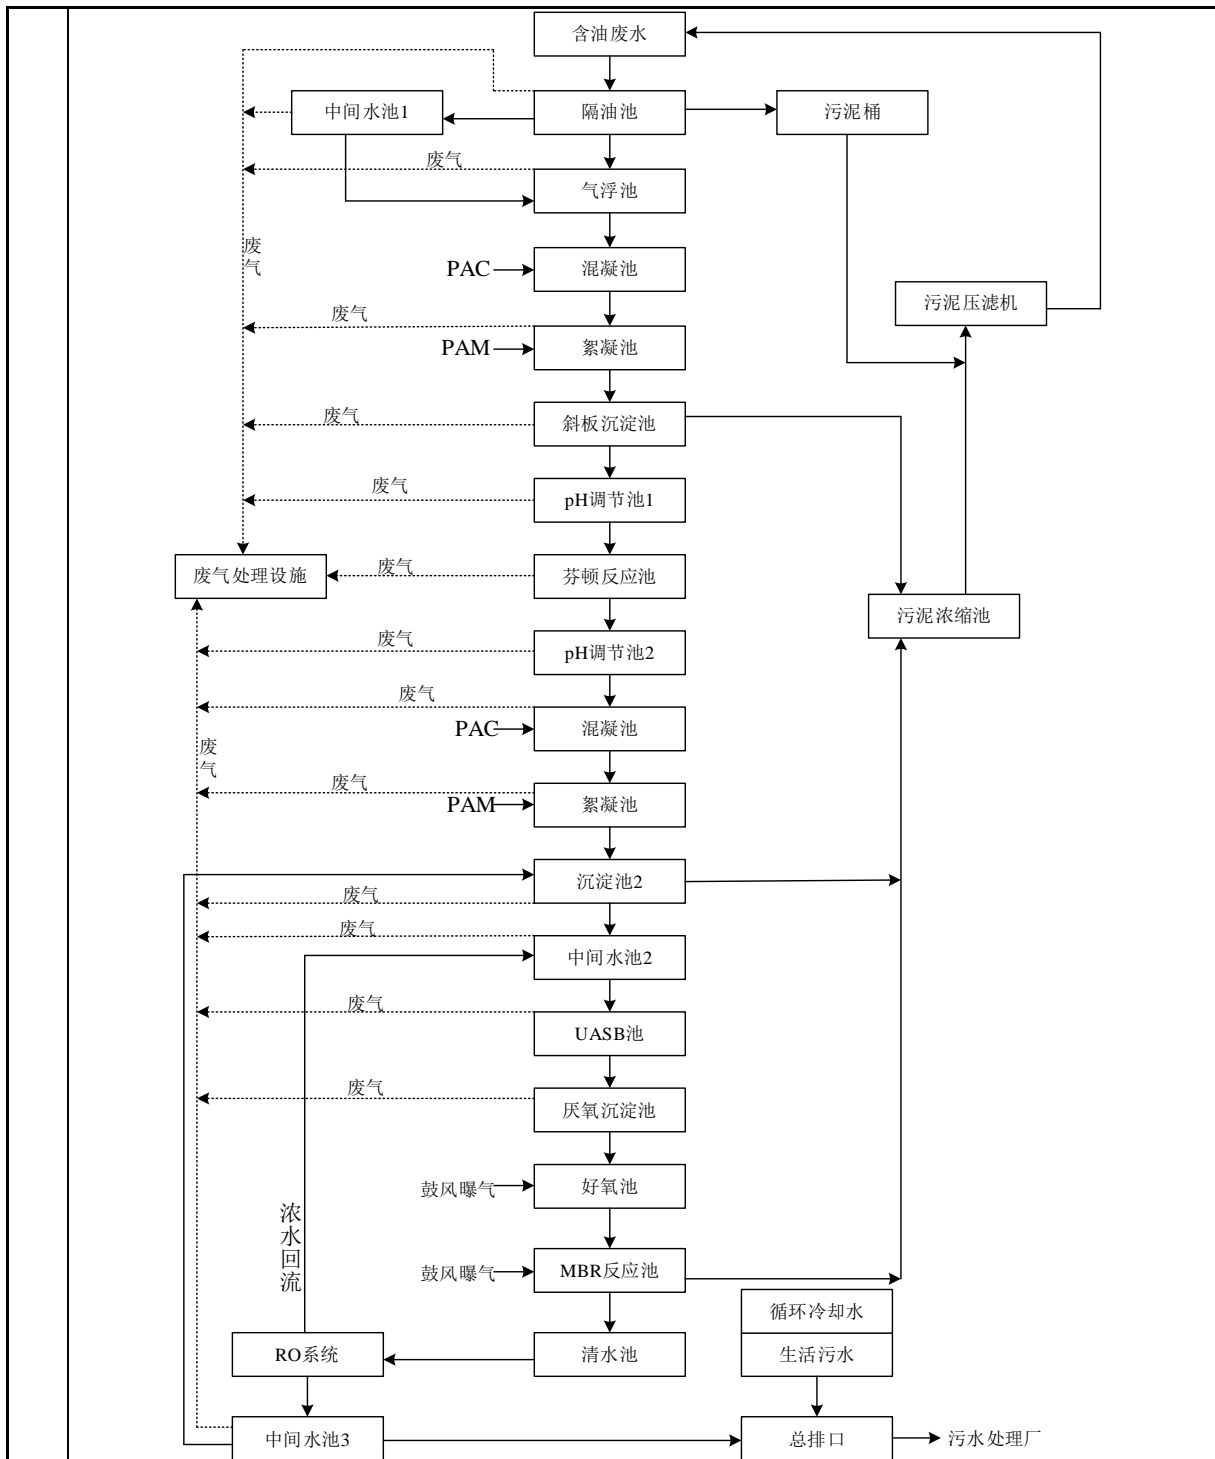 含油废水
中间水池1
隔油池
污泥桶
废气
气浮池
废气
PAC
混凝池
污泥压滤机
废气
PAM
絮凝池
废气
斜板沉淀池
废气
pH调节池1
废气处理设施
废气
芬顿反应池
污泥浓缩池
废气
pH调节池2
废气
PAC
混凝池
废气
废气
PAM
絮凝池
沉淀池2
废气
废气
中间水池2
废气
UASB池
废气
厌氧沉淀池
鼓风曝气
好氧池
浓水回流
鼓风曝气
MBR反应池
循环冷却水
RO系统
清水池
生活污水
中间水池3
总排口
污水处理厂